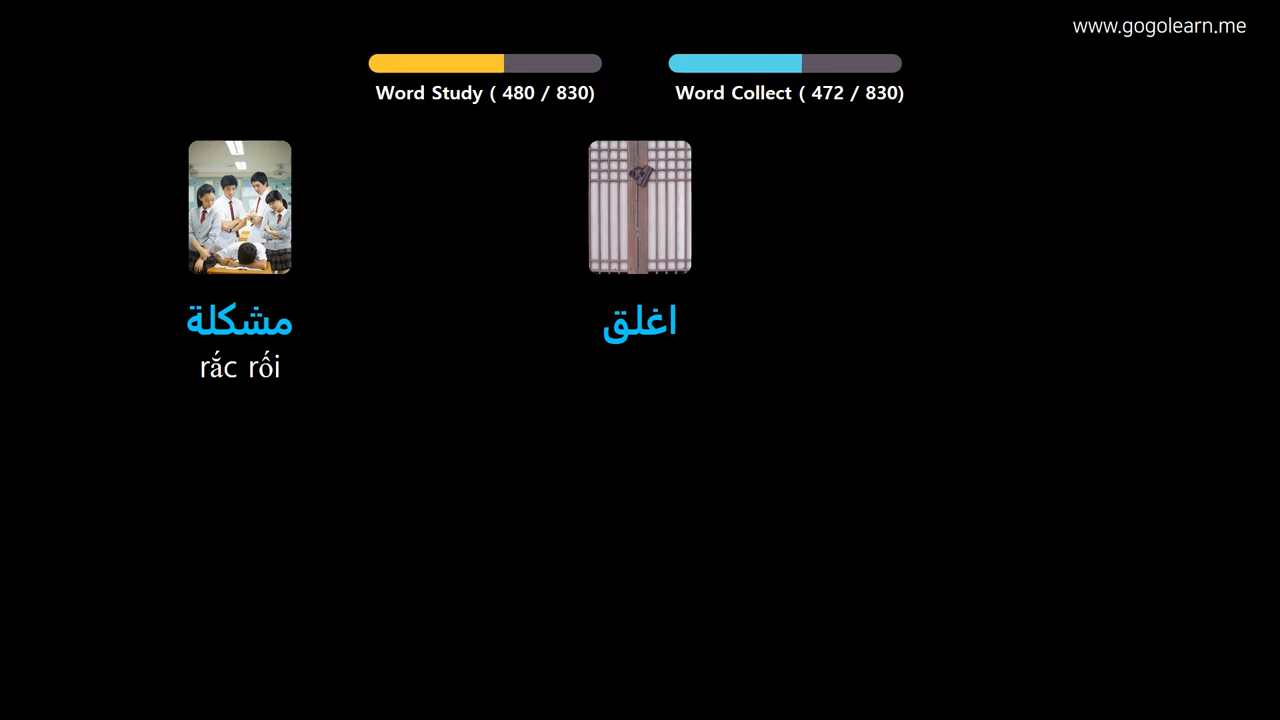 www.gogolearn.me
Word Study ( 480 / 830)
Word Collect ( 472 / 830)
مشكلة
rắc rối
اغلق